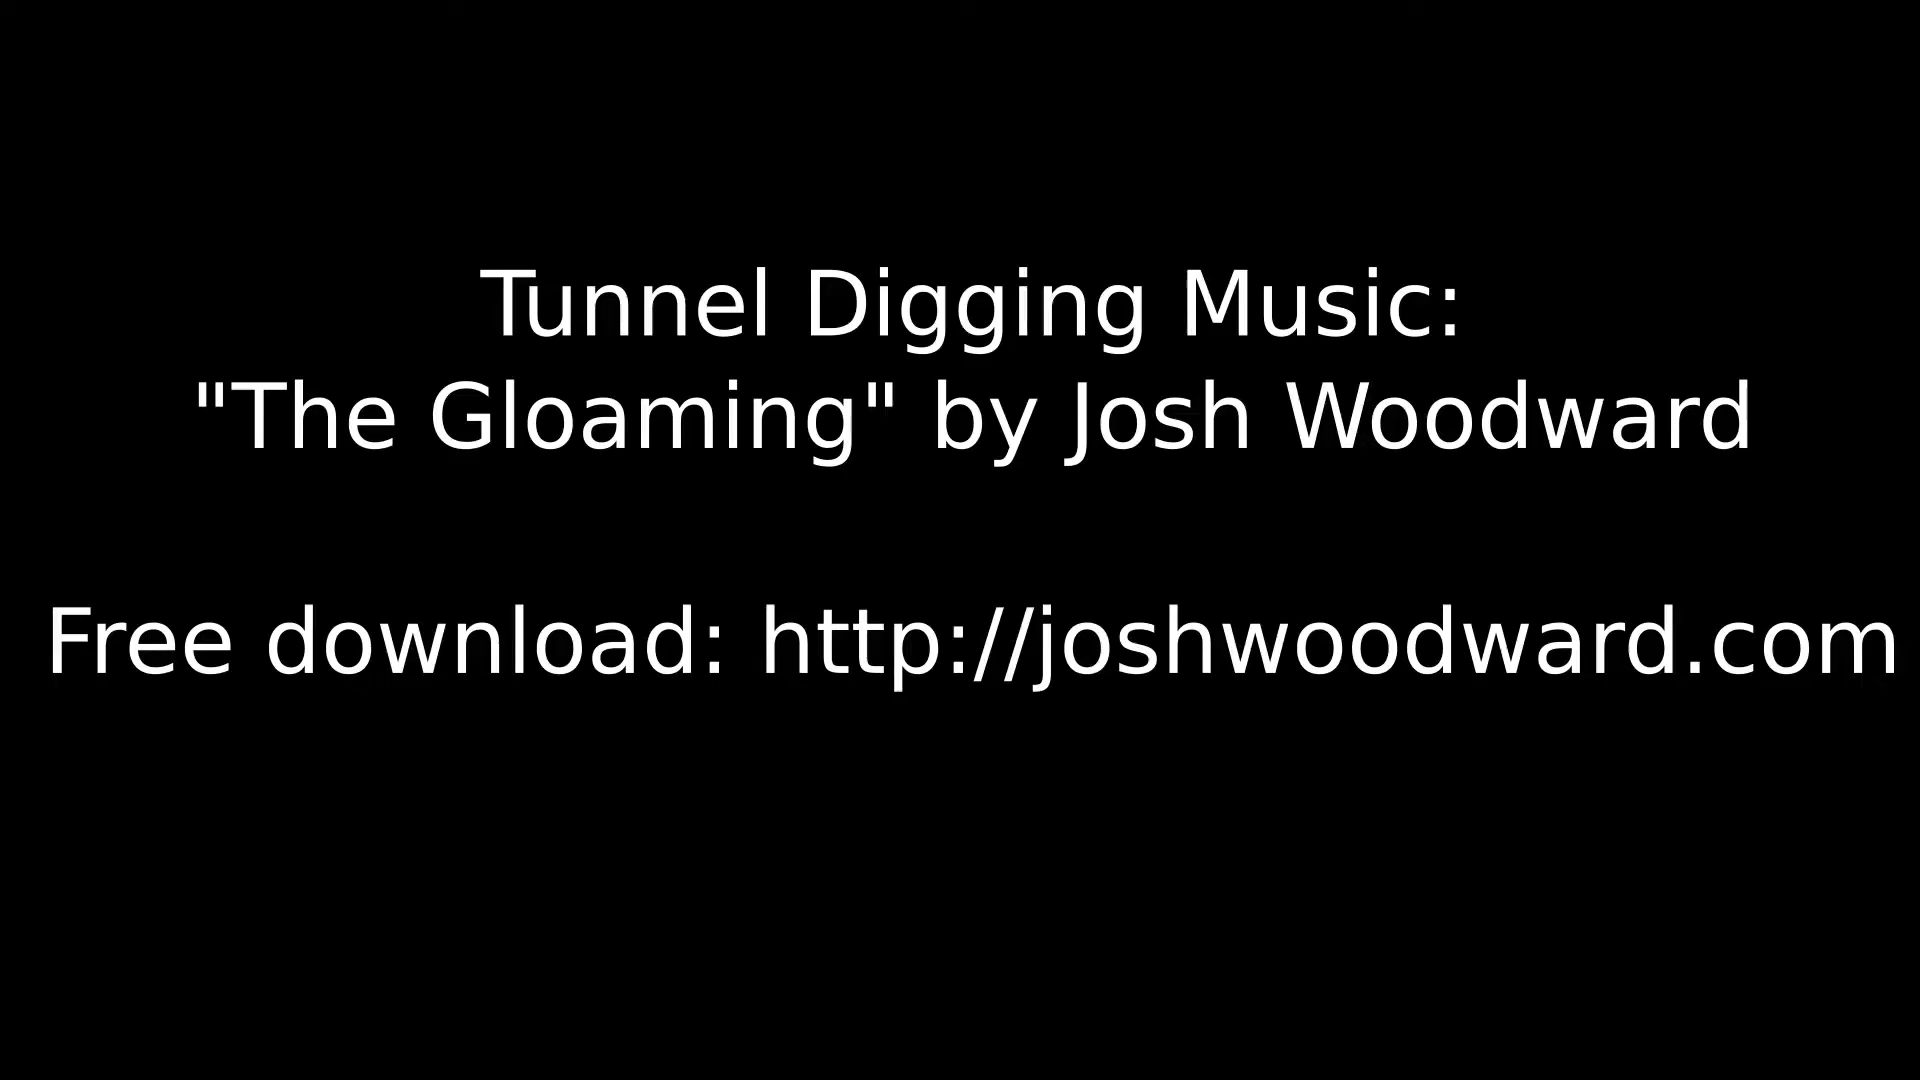 Tunnel Digging Music:
"The Gloaming" by Josh Woodward
Free download: http://joshwoodward.com